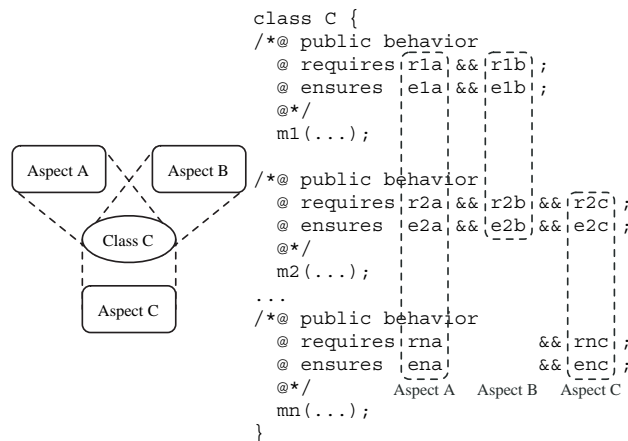 Aspect A
Aspect B
Class C
Aspect C
class C {
/*@ public behavior
@ requires r1a && r1b ;
@ ensures e1a && e1b ;
@*/
m1(...);
/*@ public behavior
@ requires r2a && r2b && r2c ;
@ ensures e2a && e2b && e2c ;
@*/
m2(...);
...
/*@ public behavior
@ requires rna && rnc ;
@ ensures ena && enc ;
@*/
Aspect A Aspect B Aspect C
mn(...);
}